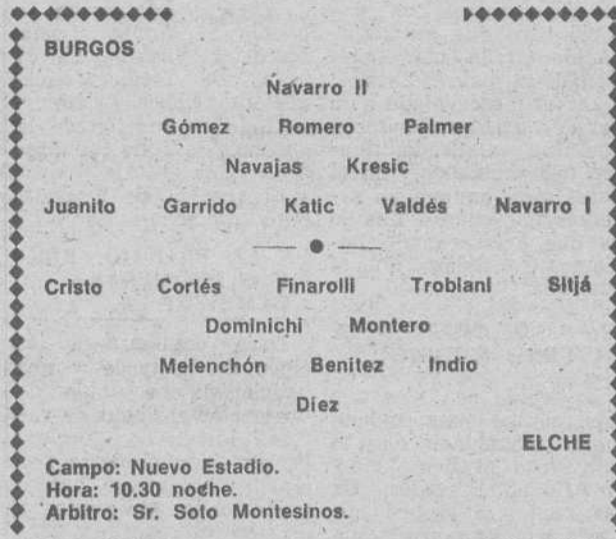 BURGOS
Navarro II
Gómez Romero Palmer
Navajas Kresic
Juanito Garrido Katic Valdés Navarro I
Cristo Cortés Finarolli Trobiani Sitjá
Dominichi Montero
Melenchón Benitez Indio
Díez
ELCHE
Campo: Nuevo Estadio.
Hora: 10.30 noche.
Arbitro: Sr. Soto Montesinos.